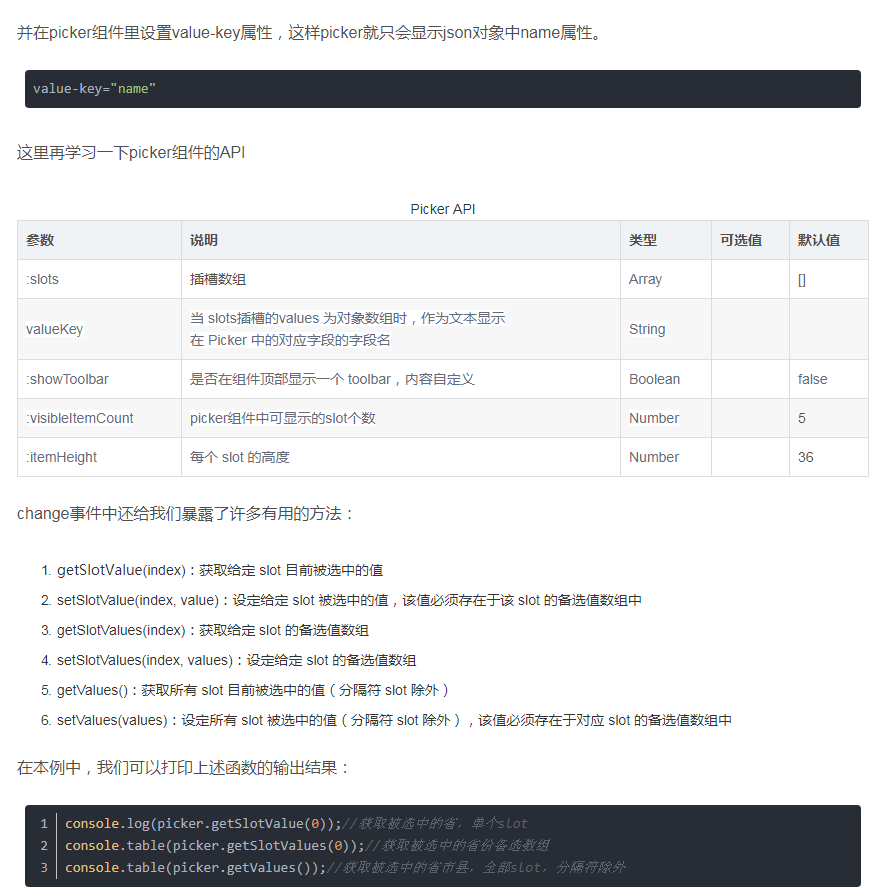 并在picker组件里设置value-key属性，这样picker就只会显示json对象中name属性。
value-key="name"
这里再学习一下picker组件的API
Picker API
参数 说明 类型 可选值 默认值
:slots 插槽数组 Array []
valueKey 当 slots插槽的values 为对象数组时，作为文本显示
在 Picker 中的对应字段的字段名 String
:showToolbar 是否在组件顶部显示一个 toolbar，内容自定义 Boolean false
:visibleItemCount picker组件中可显示的slot个数 Number 5
:itemHeight 每个 slot 的高度 Number 36
change事件中还给我们暴露了许多有用的方法：
1. getSlotValue(index)：获取给定 slot 目前被选中的值
2. setSlotValue(index, value)：设定给定 slot 被选中的值，该值必须存在于该 slot 的备选值数组中
3. getSlotValues(index)：获取给定 slot 的备选值数组
4. setSlotValues(index, values)：设定给定 slot 的备选值数组
5. getValues()：获取所有 slot 目前被选中的值（分隔符 slot 除外）
6. setValues(values)：设定所有 slot 被选中的值（分隔符 slot 除外），该值必须存在于对应 slot 的备选值数组中
在本例中，我们可以打印上述函数的输出结果：
1 console.log(picker.getSlotValue(0));//获取被选中的省，单个slot
2 console.table(picker.getSlotValues(0));//获取被选中的省份备选数组
3 console.table(picker.getValues());//获取被选中的省市县，全部slot，分隔符除外